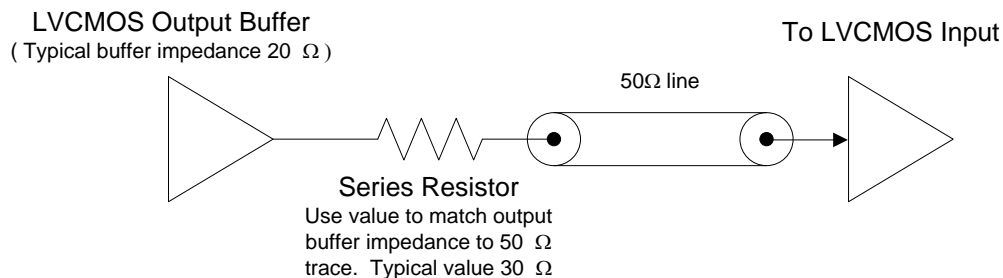 LVCMOS Output Buffer
( Typical buffer impedance 20 Ω )
To LVCMOS Input
50Ω line
Series Resistor
Use value to match output
buffer impedance to 50 Ω
trace. Typical value 30 Ω